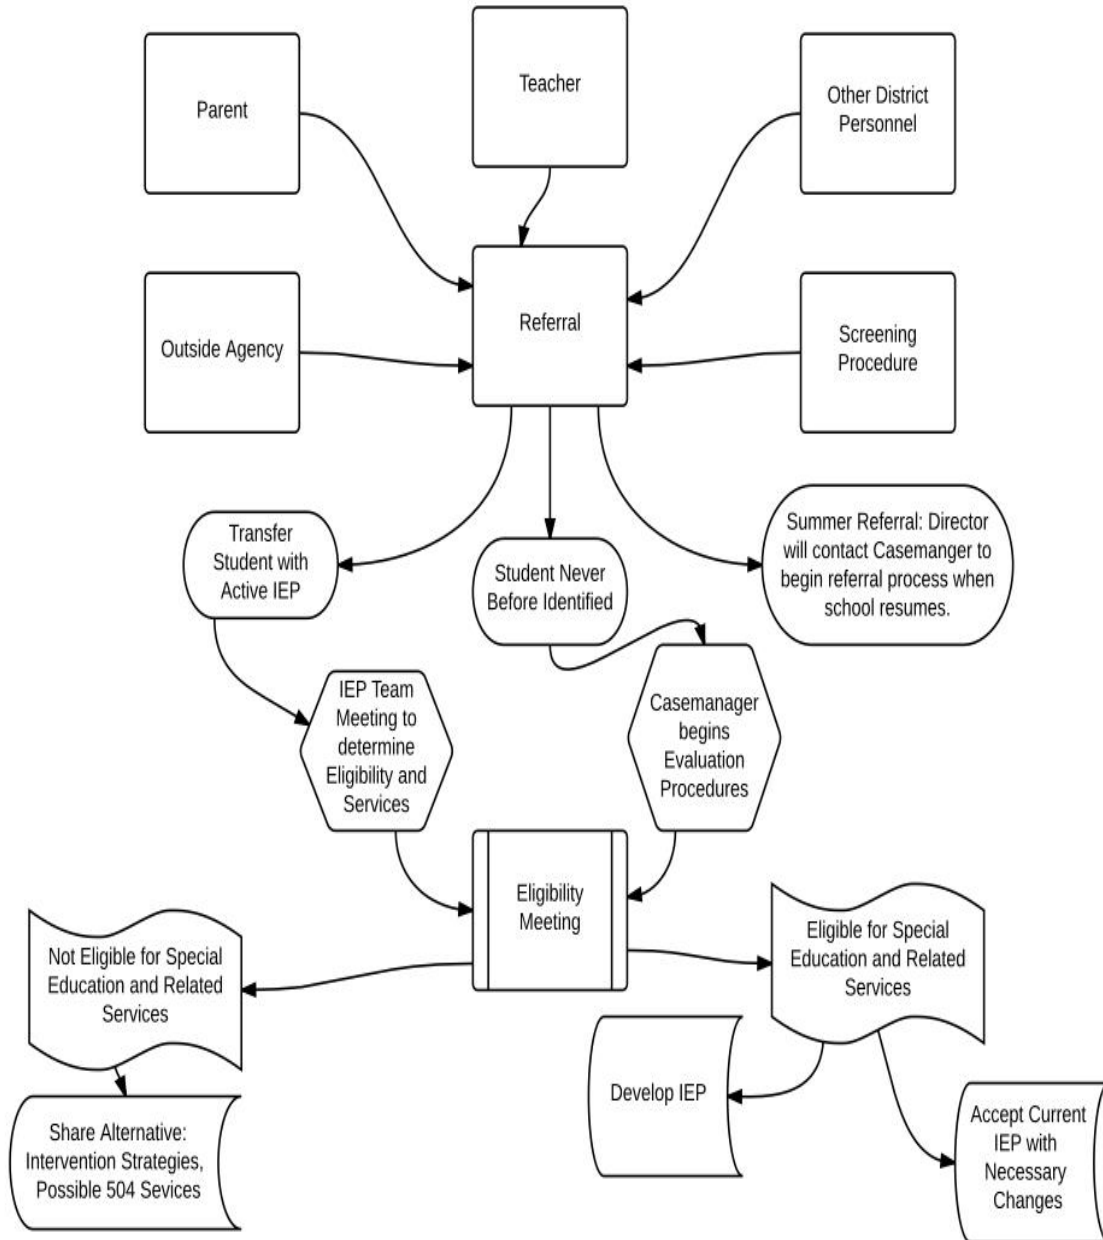 Parent
Teacher
Other District
Personnel
Outside Agency
Referral
Screening
Procedure
Transfer
Student with
Active IEP
Student Never
Before Identified
Summer Referral: Director
will contact Casemanger to
begin referral process when
school resumes.
IEP Team
Meeting to
determine
Eligibility and
Services
Casemanager
begins
Evaluation
Procedures
Eligibility
Meeting
Not Eligible for Special
Education and Related
Services
Eligible for Special
Education and Related
Services
Develop IEP
Share Alternative:
Intervention Strategies,
Possible 504 Sevices
Accept Current
IEP with
Necessary
Changes